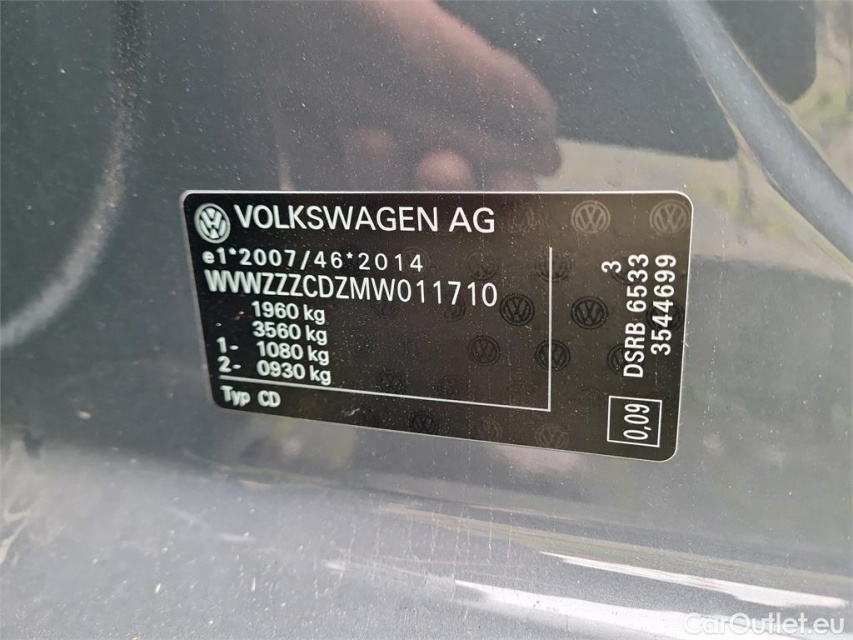 VOLKSWAGEN AG
e1*2007/46*2014
WVWZZZCDZMW011710
1960 kg
- 3560 kg
1- 1080 kg
2- 0930 kg
Typ CD
3
DSRB 6533
3544699
0,09
CarOutlet.eu